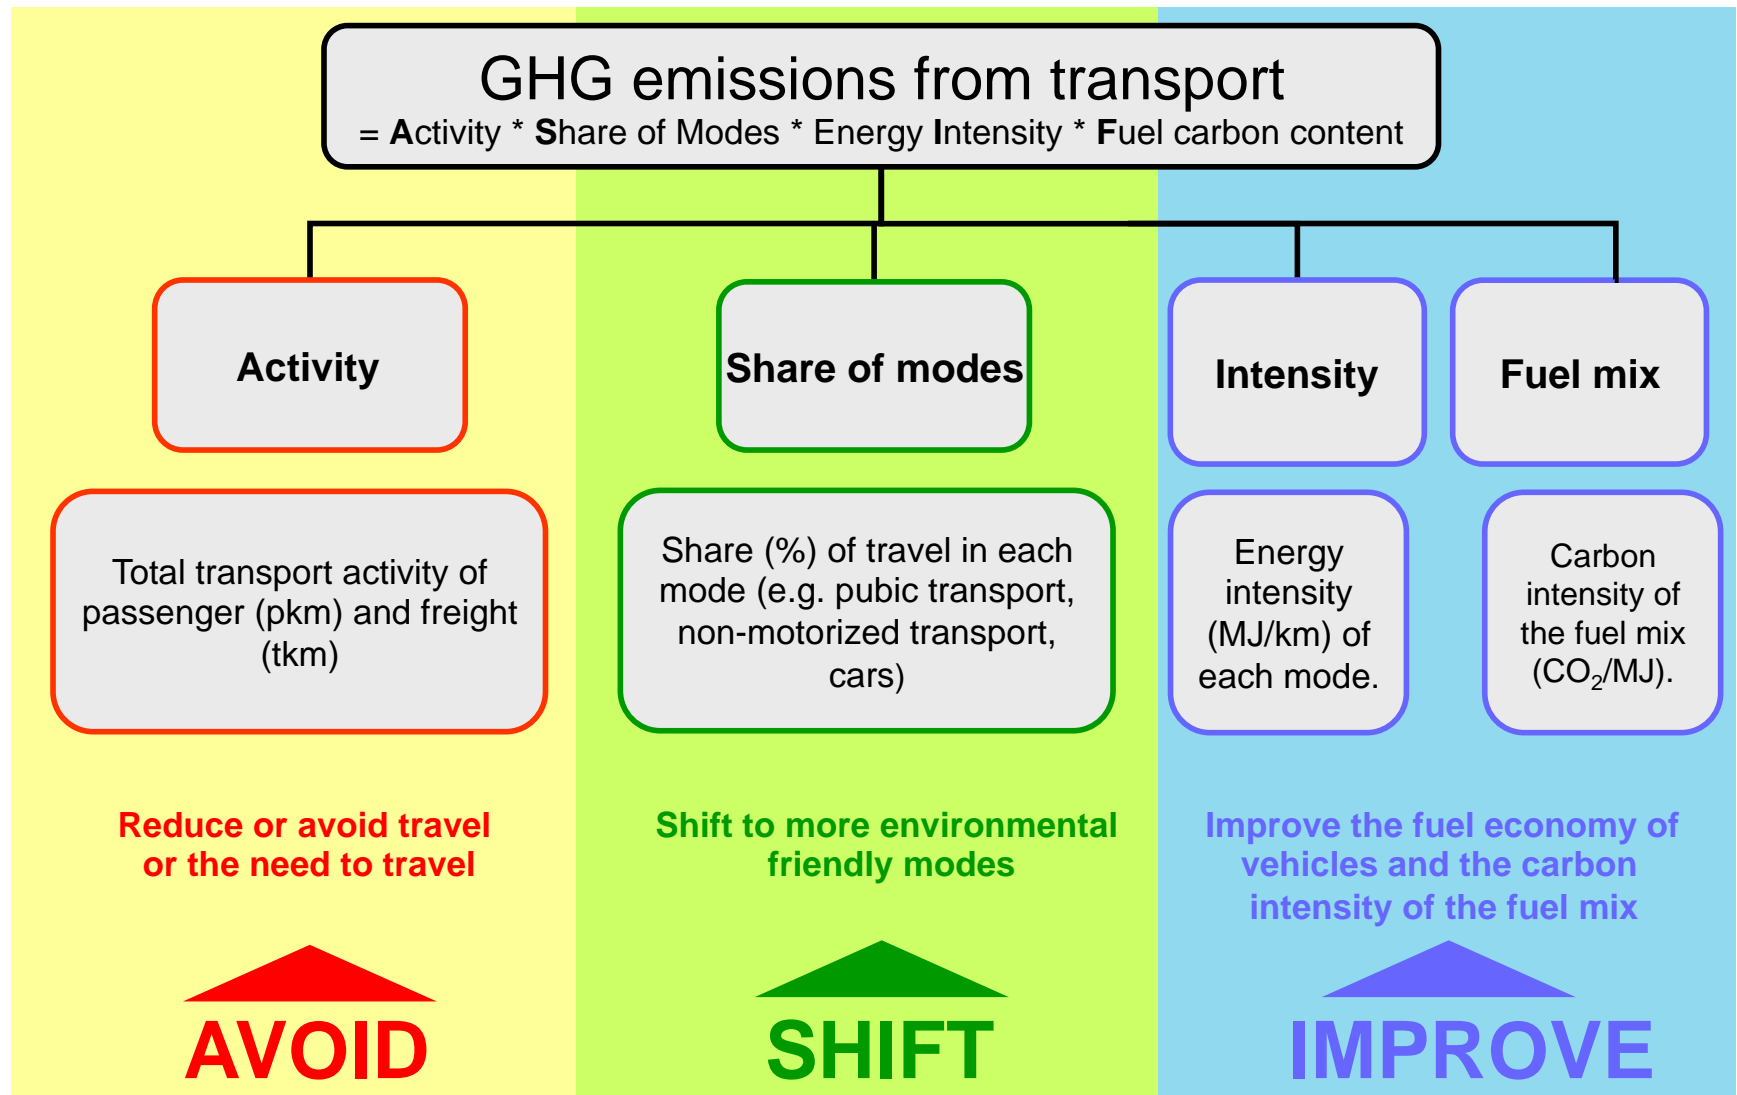 GHG emissions from transport
= Activity * Share of Modes * Energy Intensity * Fuel carbon content
Activity
Share of modes
Intensity
Fuel mix
Total transport activity of
passenger (pkm) and freight
(tkm)
Share (%) of travel in each
mode (e.g. pubic transport,
non-motorized transport,
cars)
Energy
intensity
(MJ/km) of
each mode.
Carbon
intensity of
the fuel mix
(CO₂/MJ).
Reduce or avoid travel
or the need to travel
Shift to more environmental
friendly modes
Improve the fuel economy of
vehicles and the carbon
intensity of the fuel mix
AVOID
SHIFT
IMPROVE